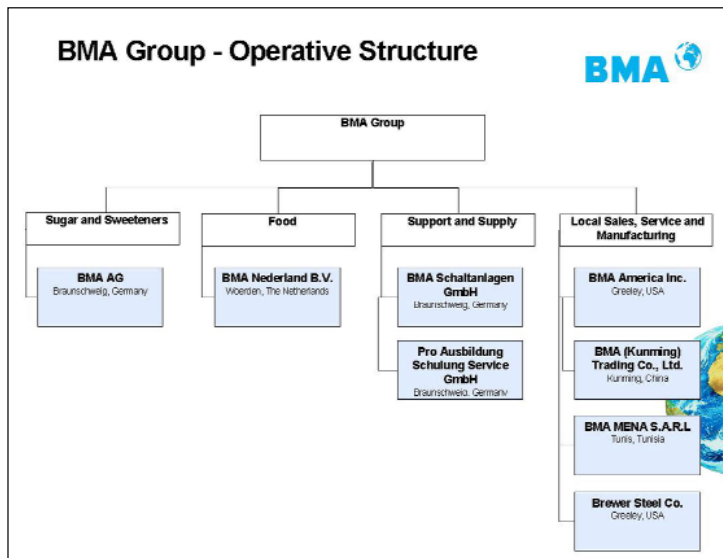 BMA Group - Operative Structure
BMA
BMA Group
Sugar and Sweeteners
BMA AG
Braunschweig, Germany
Food
BMA Nederland B.V.
Woerden, The Netherlands
Support and Supply
BMA Schaltanlagen
GmbH
Braunschweig, Germany
Pro Ausbildung
Schulung Service
GmbH
Braunschweig, Germany
Local Sales, Service and
Manufacturing
BMA America Inc.
Greeley, USA
BMA (Kunming)
Trading Co., Ltd.
Kunming, China
BMA MENA S.A.R.L
Tunis, Tunisia
Brewer Steel Co.
Greeley, USA